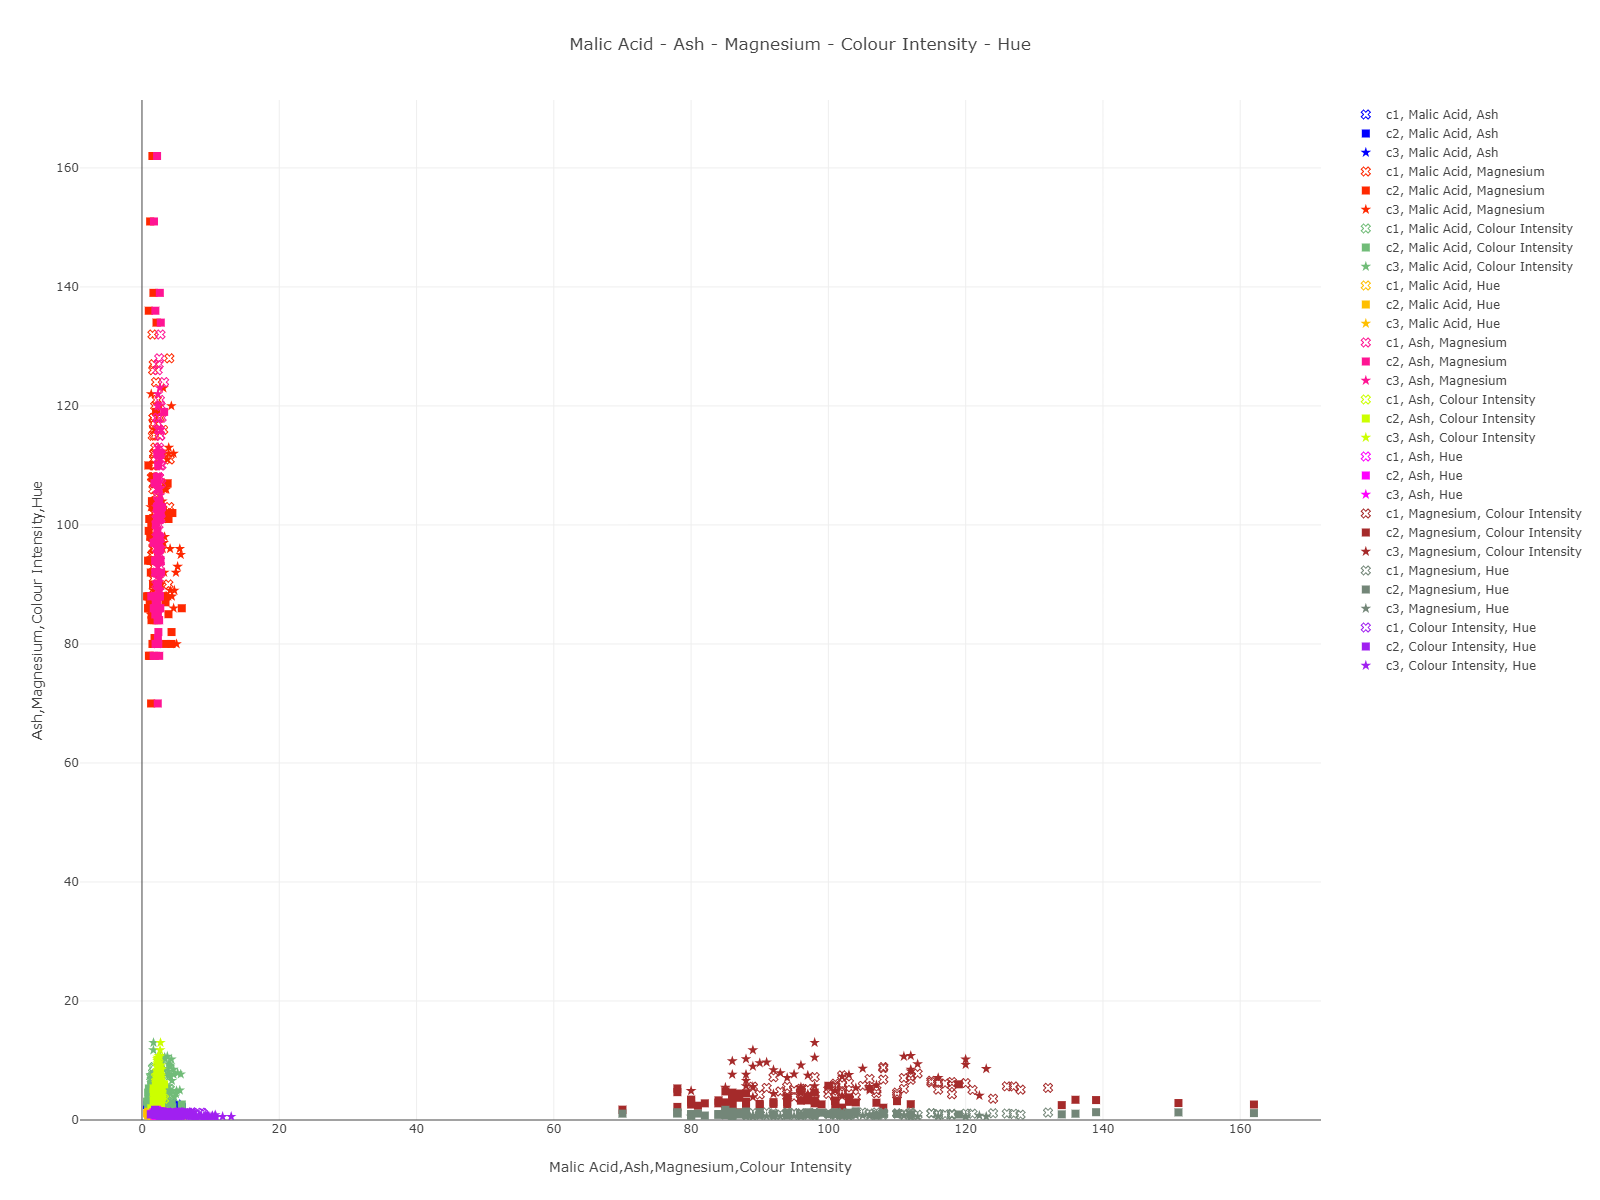 Malic Acid - Ash - Magnesium - Colour Intensity - Hue
160
140
120
100
80
60
40
20
0
Ash,Magnesium,Colour Intensity,Hue
0 20 40 60 80 100 120 140 160
Malic Acid,Ash,Magnesium,Colour Intensity
c1, Malic Acid, Ash
c2, Malic Acid, Ash
c3, Malic Acid, Ash
c1, Malic Acid, Magnesium
c2, Malic Acid, Magnesium
c3, Malic Acid, Magnesium
c1, Malic Acid, Colour Intensity
c2, Malic Acid, Colour Intensity
c3, Malic Acid, Colour Intensity
c1, Malic Acid, Hue
c2, Malic Acid, Hue
c3, Malic Acid, Hue
c1, Ash, Magnesium
c2, Ash, Magnesium
c3, Ash, Magnesium
c1, Ash, Colour Intensity
c2, Ash, Colour Intensity
c3, Ash, Colour Intensity
c1, Ash, Hue
c2, Ash, Hue
c3, Ash, Hue
c1, Magnesium, Colour Intensity
c2, Magnesium, Colour Intensity
c3, Magnesium, Colour Intensity
c1, Magnesium, Hue
c2, Magnesium, Hue
c3, Magnesium, Hue
c1, Colour Intensity, Hue
c2, Colour Intensity, Hue
c3, Colour Intensity, Hue